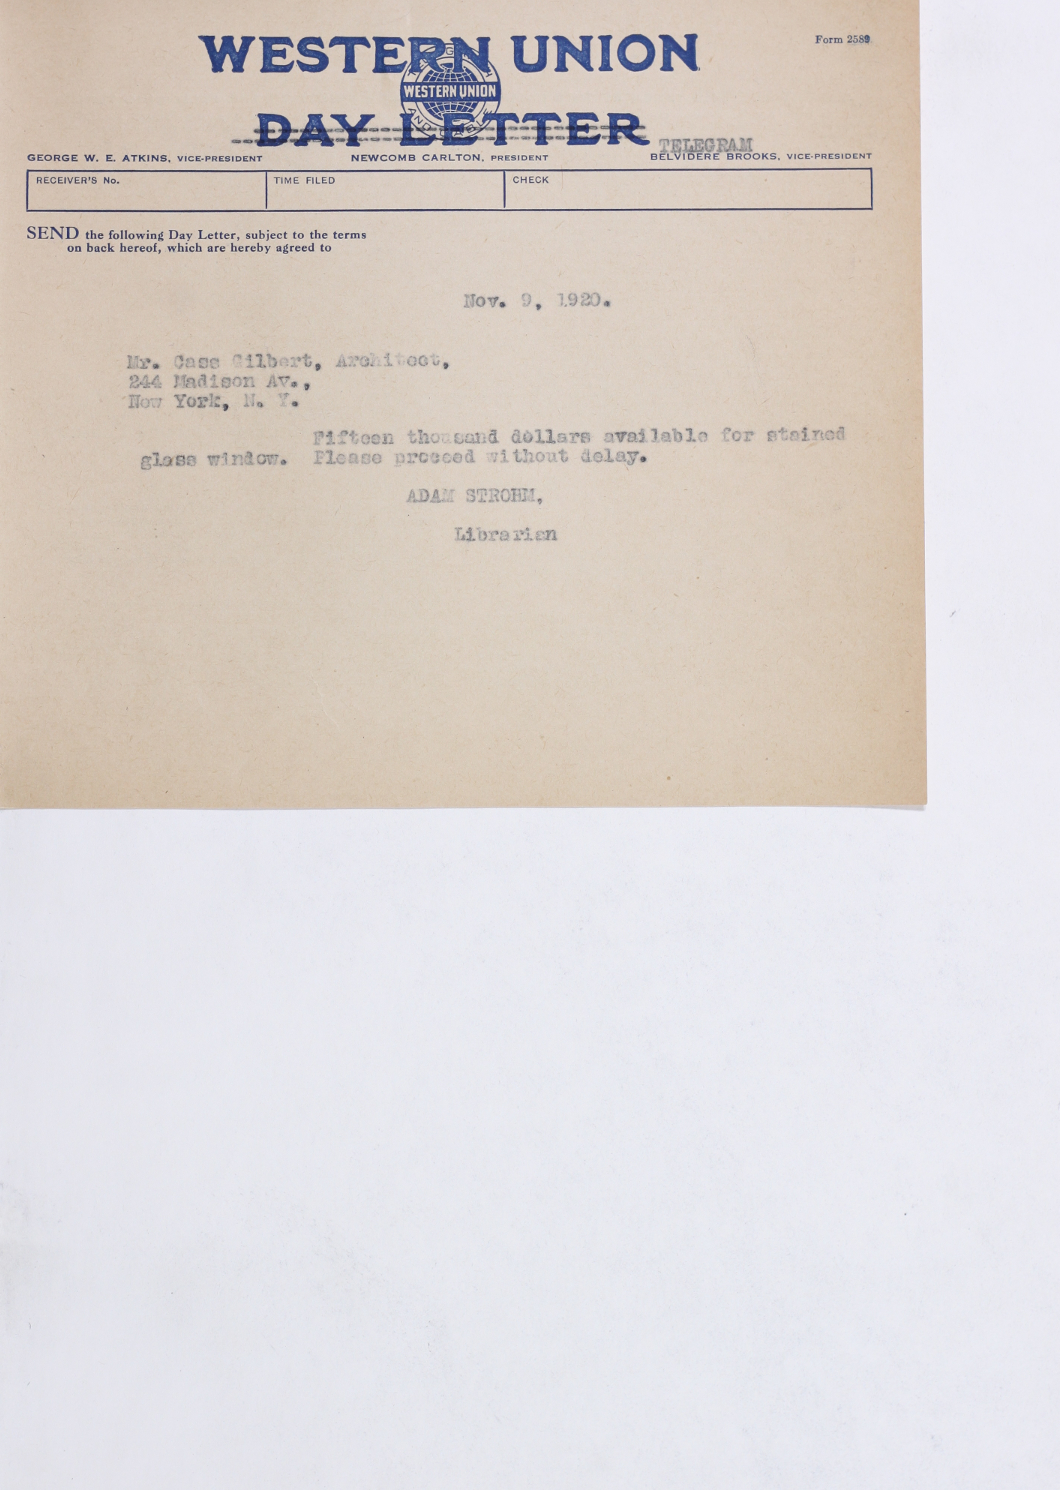 Form 2589
WESTERN UNION
TELEGRAPH
WESTERN UNION
AND CABLE
DAY LETTER
TELEGRAM
GEORGE W. E. ATKINS, VICE-PRESIDENT NEWCOMB CARLTON, PRESIDENT BELVIDERE BROOKS, VICE-PRESIDENT
RECEIVER'S No. TIME FILED CHECK
SEND the following Day Letter, subject to the terms
on back hereof, which are hereby agreed to
Nov. 9, 1920.
Mr. Cass Gilbert, Architect,
244 Madison Av.,
New York, N. Y.
Fifteen thousand dollars available for stained
glass window. Please proceed without delay.
ADAM STROHM,
Librarian